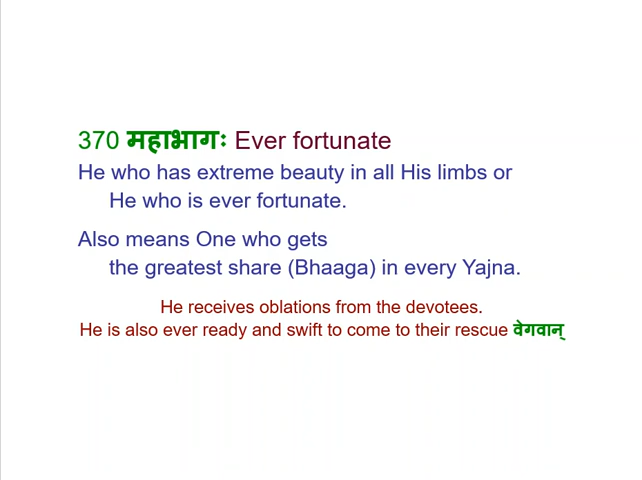 370 महाभागः Ever fortunate
He who has extreme beauty in all His limbs or
He who is ever fortunate.
Also means One who gets
the greatest share (Bhaaga) in every Yajna.
He receives oblations from the devotees.
He is also ever ready and swift to come to their rescue वेगवान्